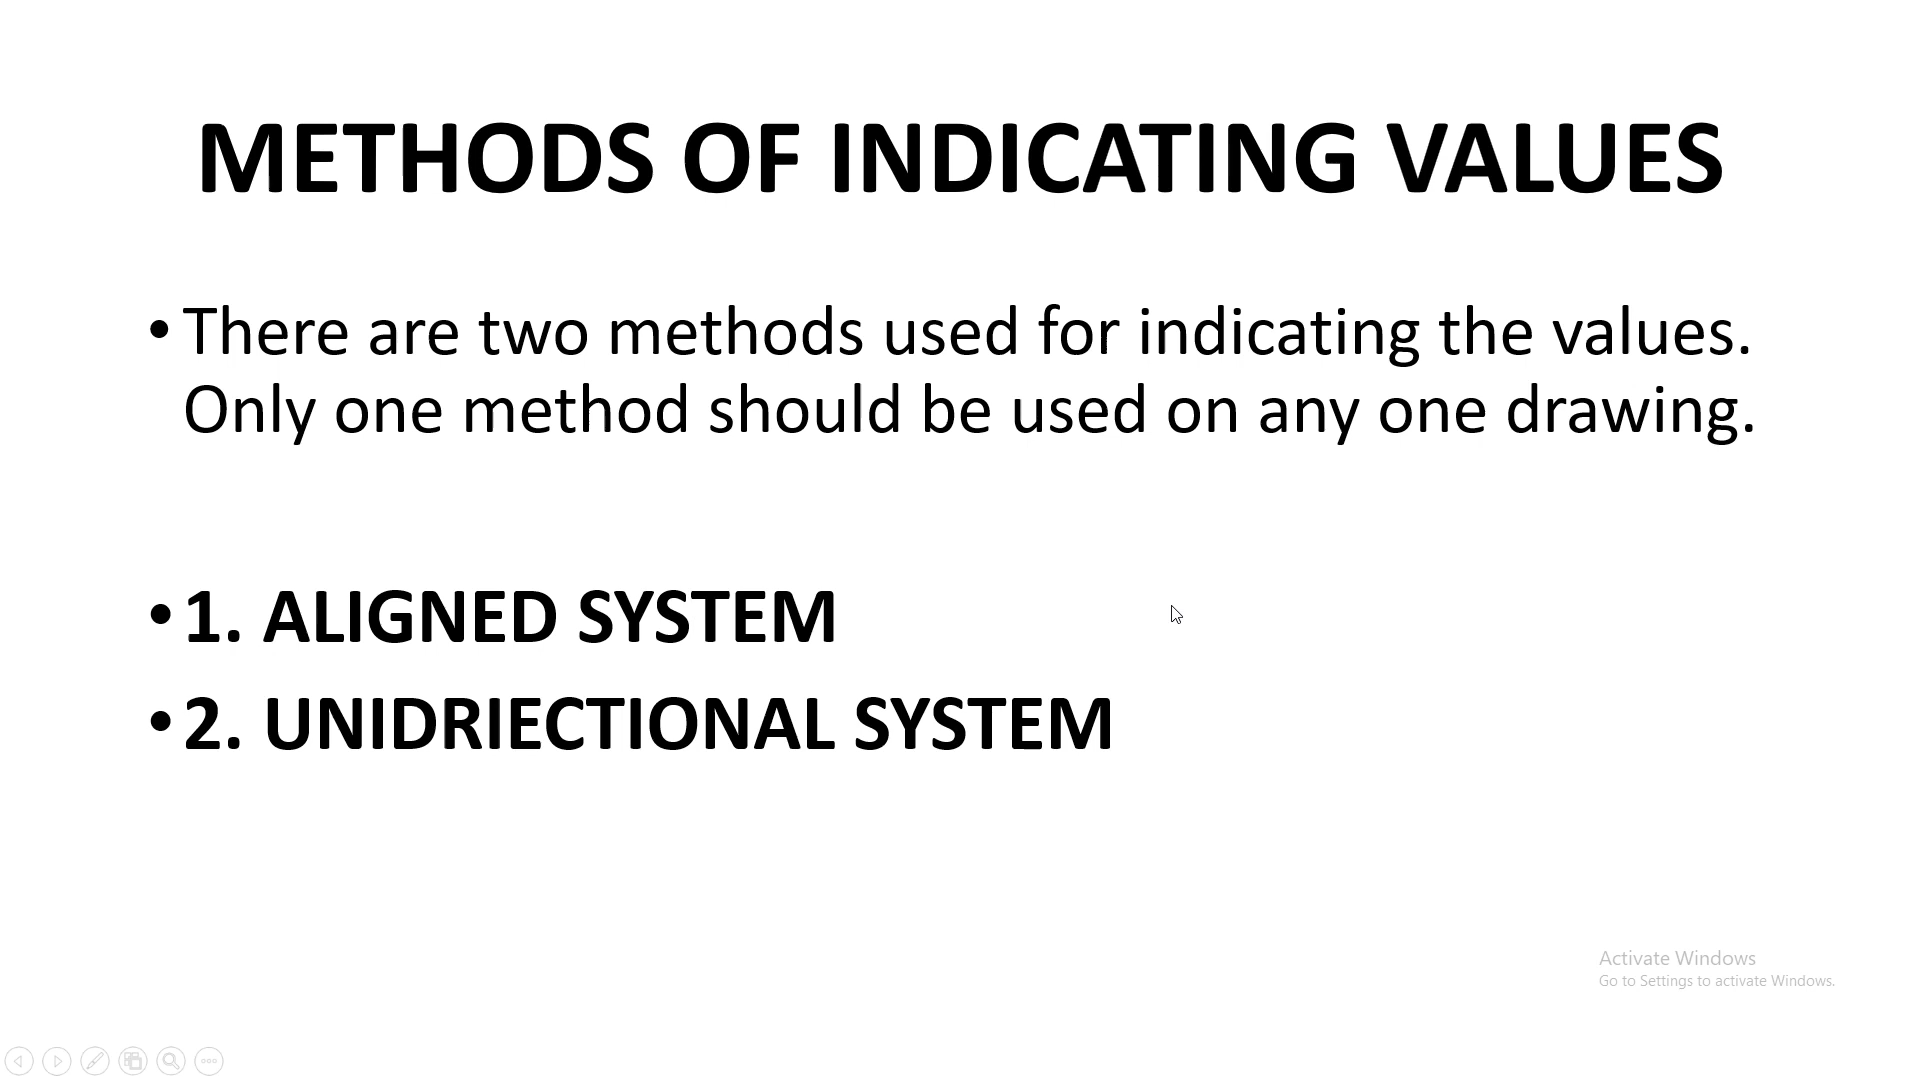 METHODS OF INDICATING VALUES
• There are two methods used for indicating the values.
Only one method should be used on any one drawing.
• 1. ALIGNED SYSTEM
• 2. UNIDRIECTIONAL SYSTEM
Activate Windows
Go to Settings to activate Windows.